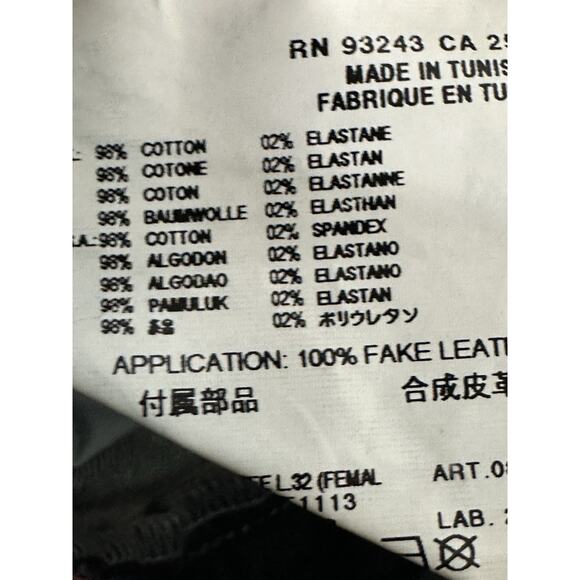 RN 93243 CA 25
MADE IN TUNIS
FABRIQUE EN TU
98% COTTON 02% ELASTANE
98% COTONE 02% ELASTAN
98% COTON 02% ELASTANNE
98% BAUMWOLLE 02% ELASTHAN
.A.:98% COTTON 02% SPANDEX
98% ALGODON 02% ELASTANO
98% ALGODAO 02% ELASTANO
98% PAMULUK 02% ELASTAN
98% 02% ポリウレタン
APPLICATION: 100% FAKE LEAT
付属部品 合成皮革
L.32 (FEMAL ART.0
1113
LAB.